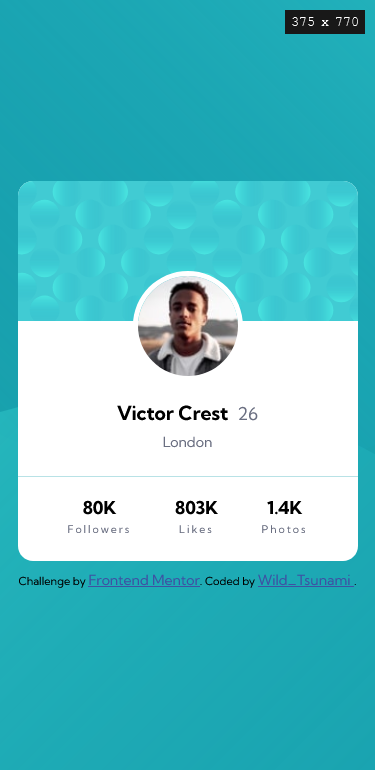 375 x 770
Victor Crest 26
London
80K 803K 1.4K
Followers Likes Photos
Challenge by Frontend Mentor. Coded by Wild_Tsunami .